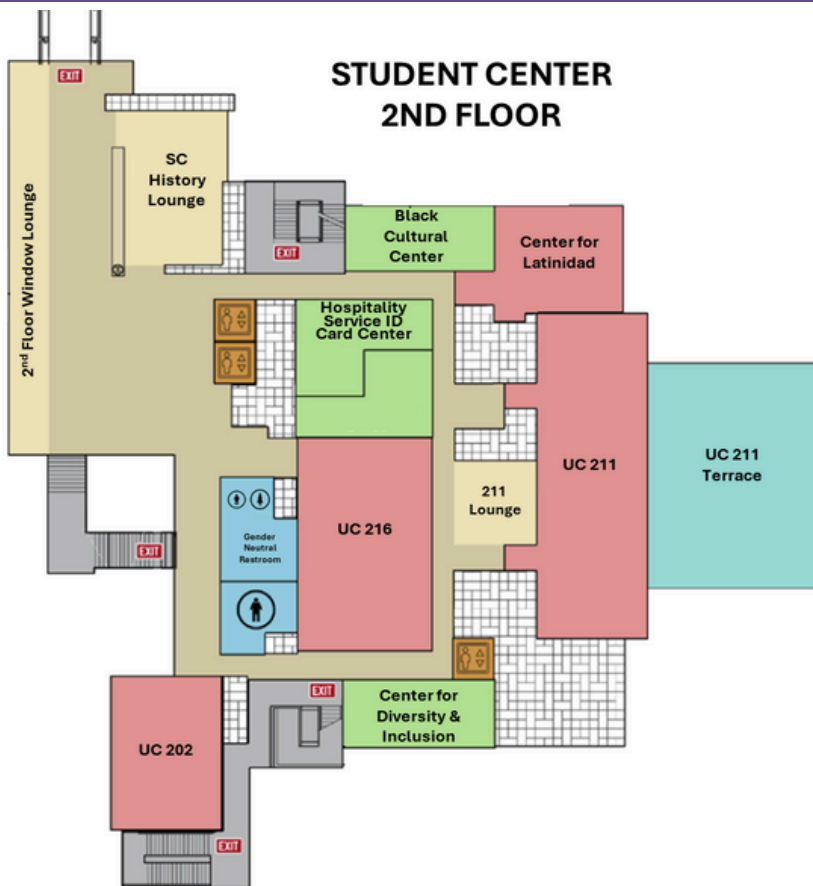 STUDENT CENTER
2ND FLOOR
EXIT
SC
History
Lounge
2nd Floor Window Lounge
EXIT
Black
Cultural
Center
Center for
Latinidad
Hospitality
Service ID
Card Center
UC 211
UC 211
Terrace
211
Lounge
UC 216
Gender
Neutral
Restroom
EXIT
EXIT
Center for
Diversity &
Inclusion
UC 202
EXIT